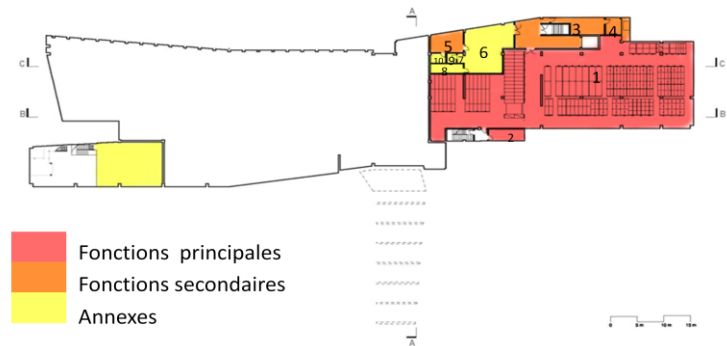 A
3
4
5
6
10 9 7
8
1
C
C
B
B
2
Fonctions principales
Fonctions secondaires
Annexes
0 5 m 10 m 15 m
A